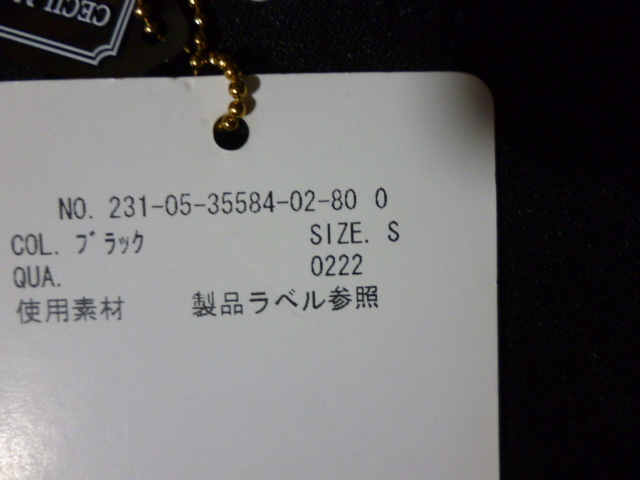 CECIL M
NO. 231-05-35584-02-80 0
COL. ブラック SIZE. S
QUA. 0222
使用素材 製品ラベル参照